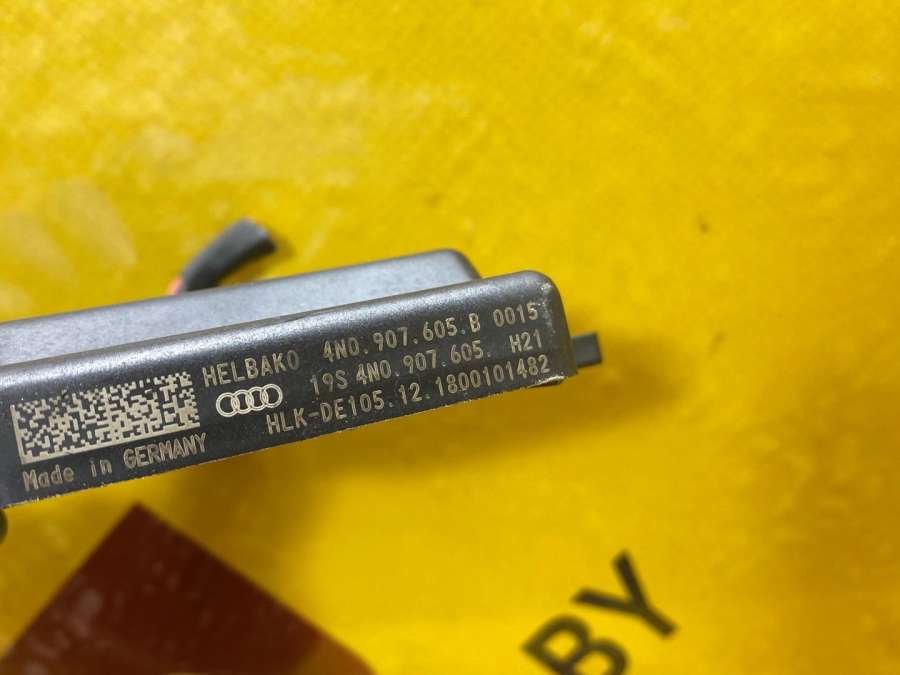 HELBAKO 4N0.907.605.B 0015
19S 4N0.907.605. H21
HLK-DE105.12.1800101482
Made in GERMANY
BY